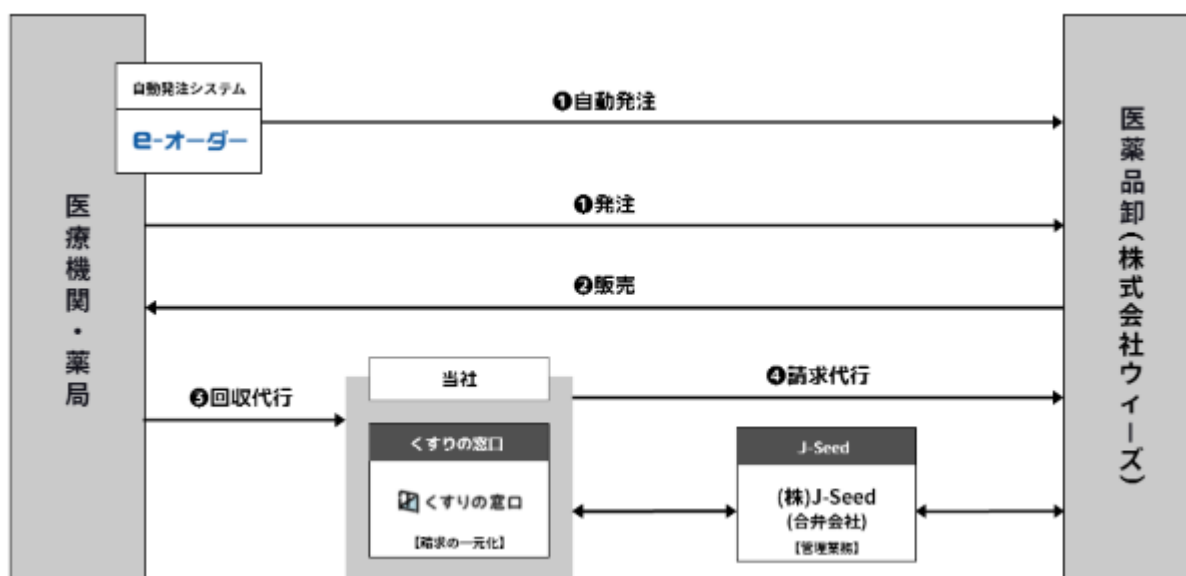 自動発注システム
e-オーダー
❶自動発注
❶発注
❷販売
医療機関・薬局
医薬品卸(株式会社ウィーズ)
❸回収代行
当社
❹請求代行
くすりの窓口
くすりの窓口
【請求の一元化】
J-Seed
(株)J-Seed
(合弁会社)
【管理業務】